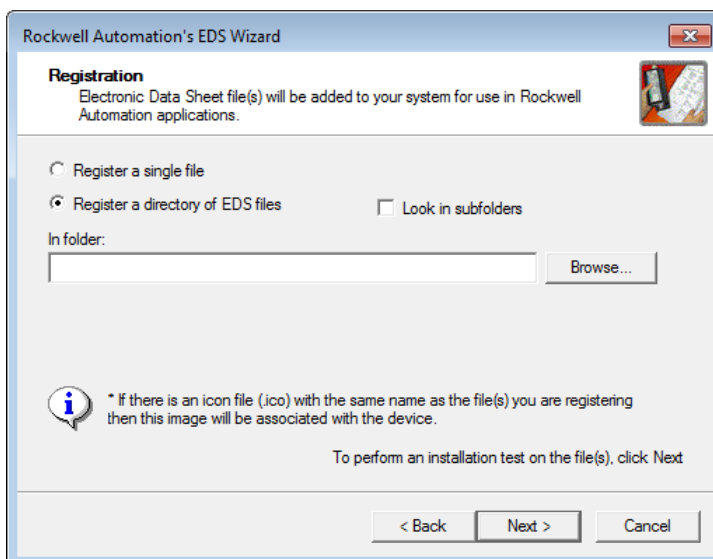 Rockwell Automation's EDS Wizard
Registration
Electronic Data Sheet file(s) will be added to your system for use in Rockwell
Automation applications.
Register a single file
Register a directory of EDS files
Look in subfolders
In folder:
Browse...
* If there is an icon file (.ico) with the same name as the file(s) you are registering
then this image will be associated with the device.
To perform an installation test on the file(s), click Next
< Back
Next >
Cancel